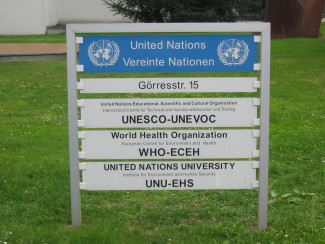 United Nations
Vereinte Nationen
Görresstr. 15
United Nations Educational, Scientific and Cultural Organization
International Centre for Technical and Vocational Education and Training
UNESCO-UNEVOC
World Health Organization
European Centre for Environment and Health
WHO-ECEH
UNITED NATIONS UNIVERSITY
Institute for Environment and Human Security
UNU-EHS